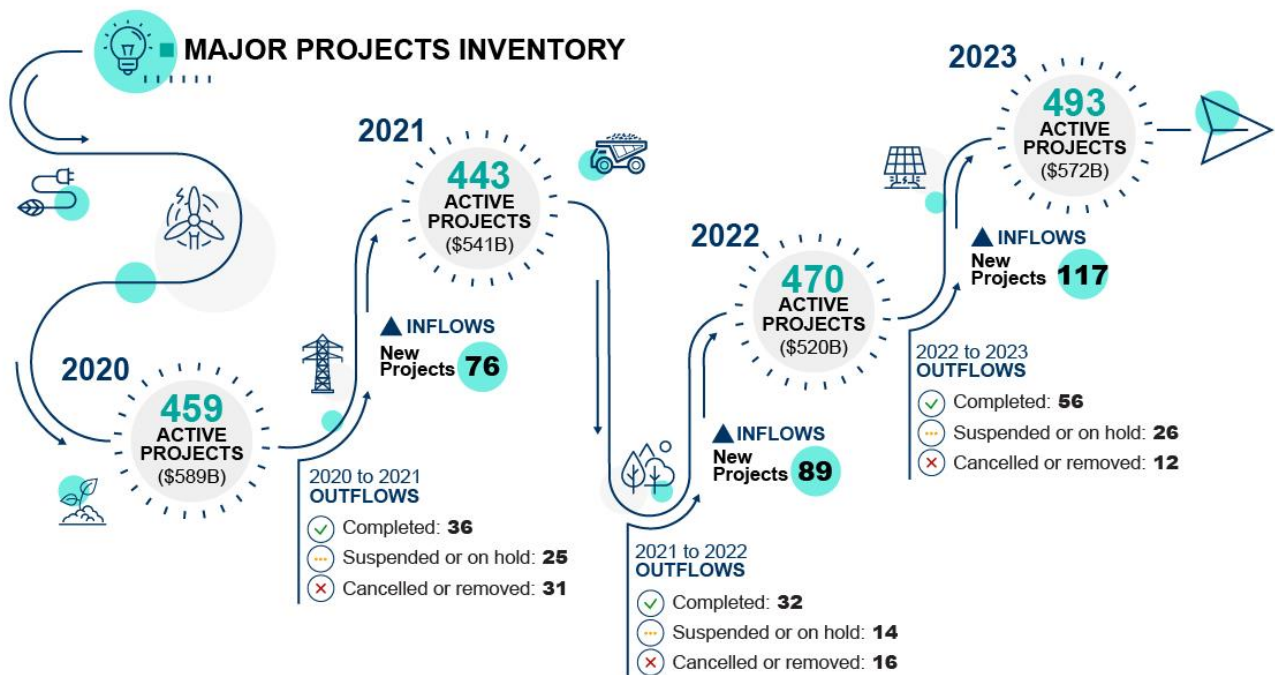 MAJOR PROJECTS INVENTORY
2020
459
ACTIVE
PROJECTS
($589B)
2020 to 2021
OUTFLOWS
Completed: 36
Suspended or on hold: 25
Cancelled or removed: 31
INFLOWS
New
Projects 76
2021
443
ACTIVE
PROJECTS
($541B)
2021 to 2022
OUTFLOWS
Completed: 32
Suspended or on hold: 14
Cancelled or removed: 16
INFLOWS
New
Projects 89
2022
470
ACTIVE
PROJECTS
($520B)
2022 to 2023
OUTFLOWS
Completed: 56
Suspended or on hold: 26
Cancelled or removed: 12
INFLOWS
New
Projects 117
2023
493
ACTIVE
PROJECTS
($572B)